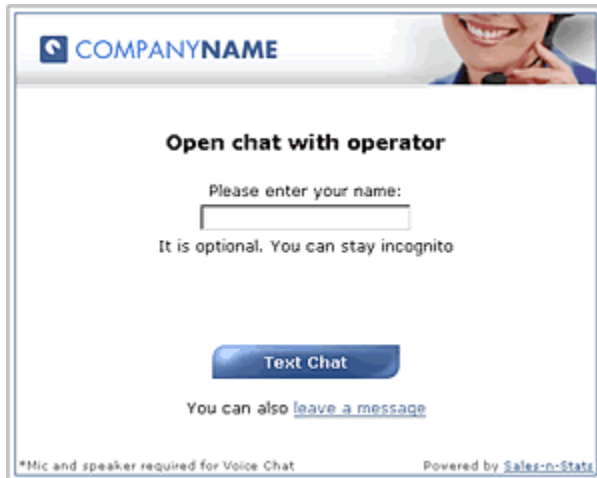 COMPANYNAME
Open chat with operator
Please enter your name:
It is optional. You can stay incognito
Text Chat
You can also leave a message
*Mic and speaker required for Voice Chat
Powered by Sales-n-Stats